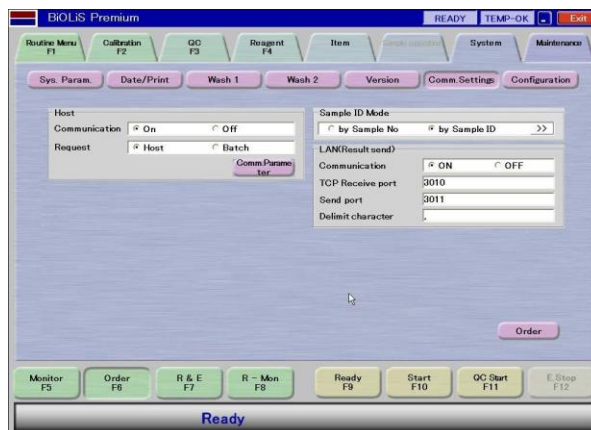 BiOLiS Premium
READY
TEMP-OK
Exit
Routine Menu F1
Calibration F2
QC F3
Reagent F4
Item
System
Maintenance
Sys. Param.
Date/Print
Wash 1
Wash 2
Version
Comm.Settings
Configuration
Host
Communication On Off
Request Host Batch
Comm.Parame
ter
Sample ID Mode
by Sample No by Sample ID >>
LAN(Result send)
Communication ON OFF
TCP Receive port 3010
Send port 3011
Delimit character ,
Order
Monitor F5
Order F6
R & E F7
R - Mon F8
Ready F9
Start F10
QC Start F11
E.Stop F12
Ready